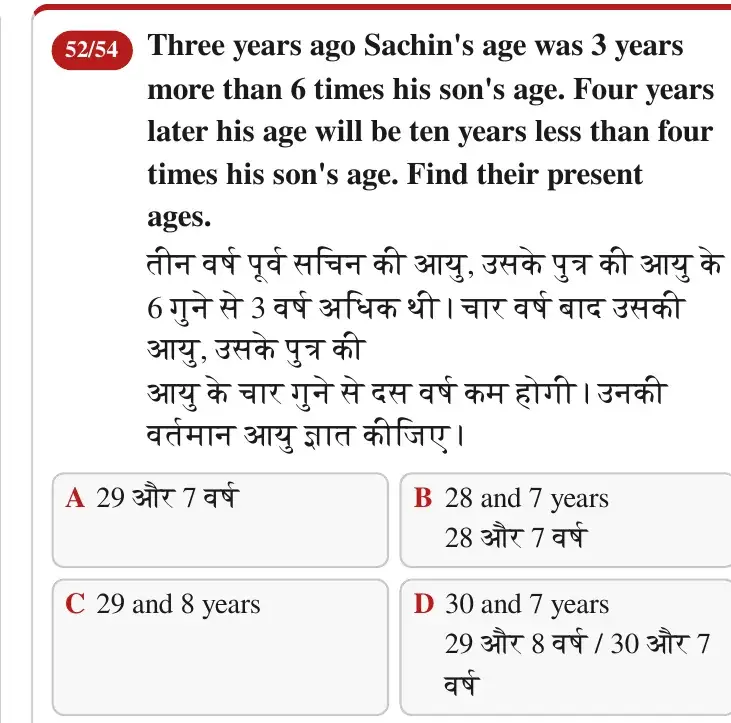 52/54 Three years ago Sachin's age was 3 years
more than 6 times his son's age. Four years
later his age will be ten years less than four
times his son's age. Find their present
ages.
तीन वर्ष पूर्व सचिन की आयु, उसके पुत्र की आयु के
6 गुने से 3 वर्ष अधिक थी। चार वर्ष बाद उसकी
आयु, उसके पुत्र की
आयु के चार गुने से दस वर्ष कम होगी। उनकी
वर्तमान आयु ज्ञात कीजिए।
A 29 और 7 वर्ष
B 28 and 7 years
28 और 7 वर्ष
C 29 and 8 years
D 30 and 7 years
29 और 8 वर्ष / 30 और 7
वर्ष